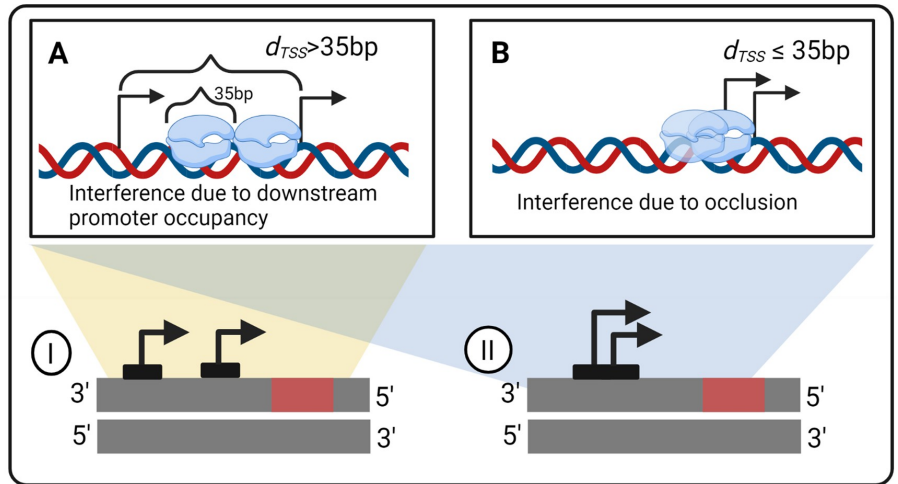 A
dTSS>35bp
35bp
Interference due to downstream
promoter occupancy
B
dTSS ≤ 35bp
Interference due to occlusion
I
3'
5'
5'
3'
II
3'
5'
5'
3'